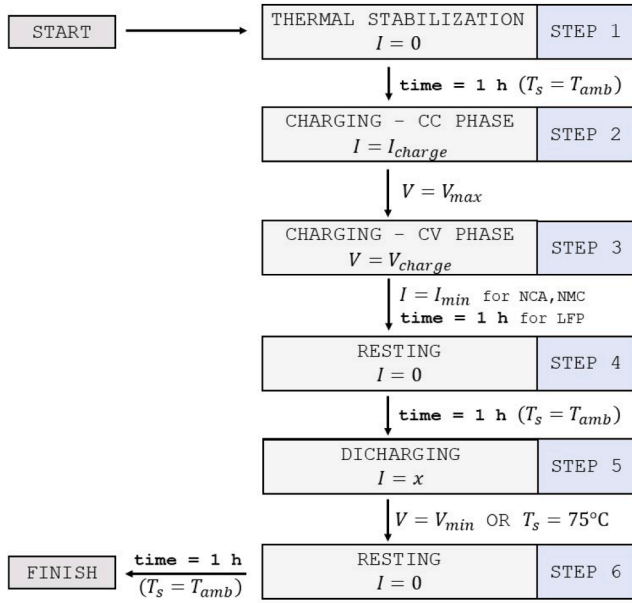 START
THERMAL STABILIZATION
I = 0
STEP 1
time = 1 h (Tₛ = Tₐₘb)
CHARGING – CC PHASE
I = I_charge
STEP 2
V = V_max
CHARGING – CV PHASE
V = V_charge
STEP 3
I = I_min for NCA,NMC
time = 1 h for LFP
RESTING
I = 0
STEP 4
time = 1 h (T_s = T_amb)
DICHARGING
I = x
STEP 5
V = V_min OR T_s = 75°C
RESTING
I = 0
STEP 6
time = 1 h
(T_s = T_amb)
FINISH